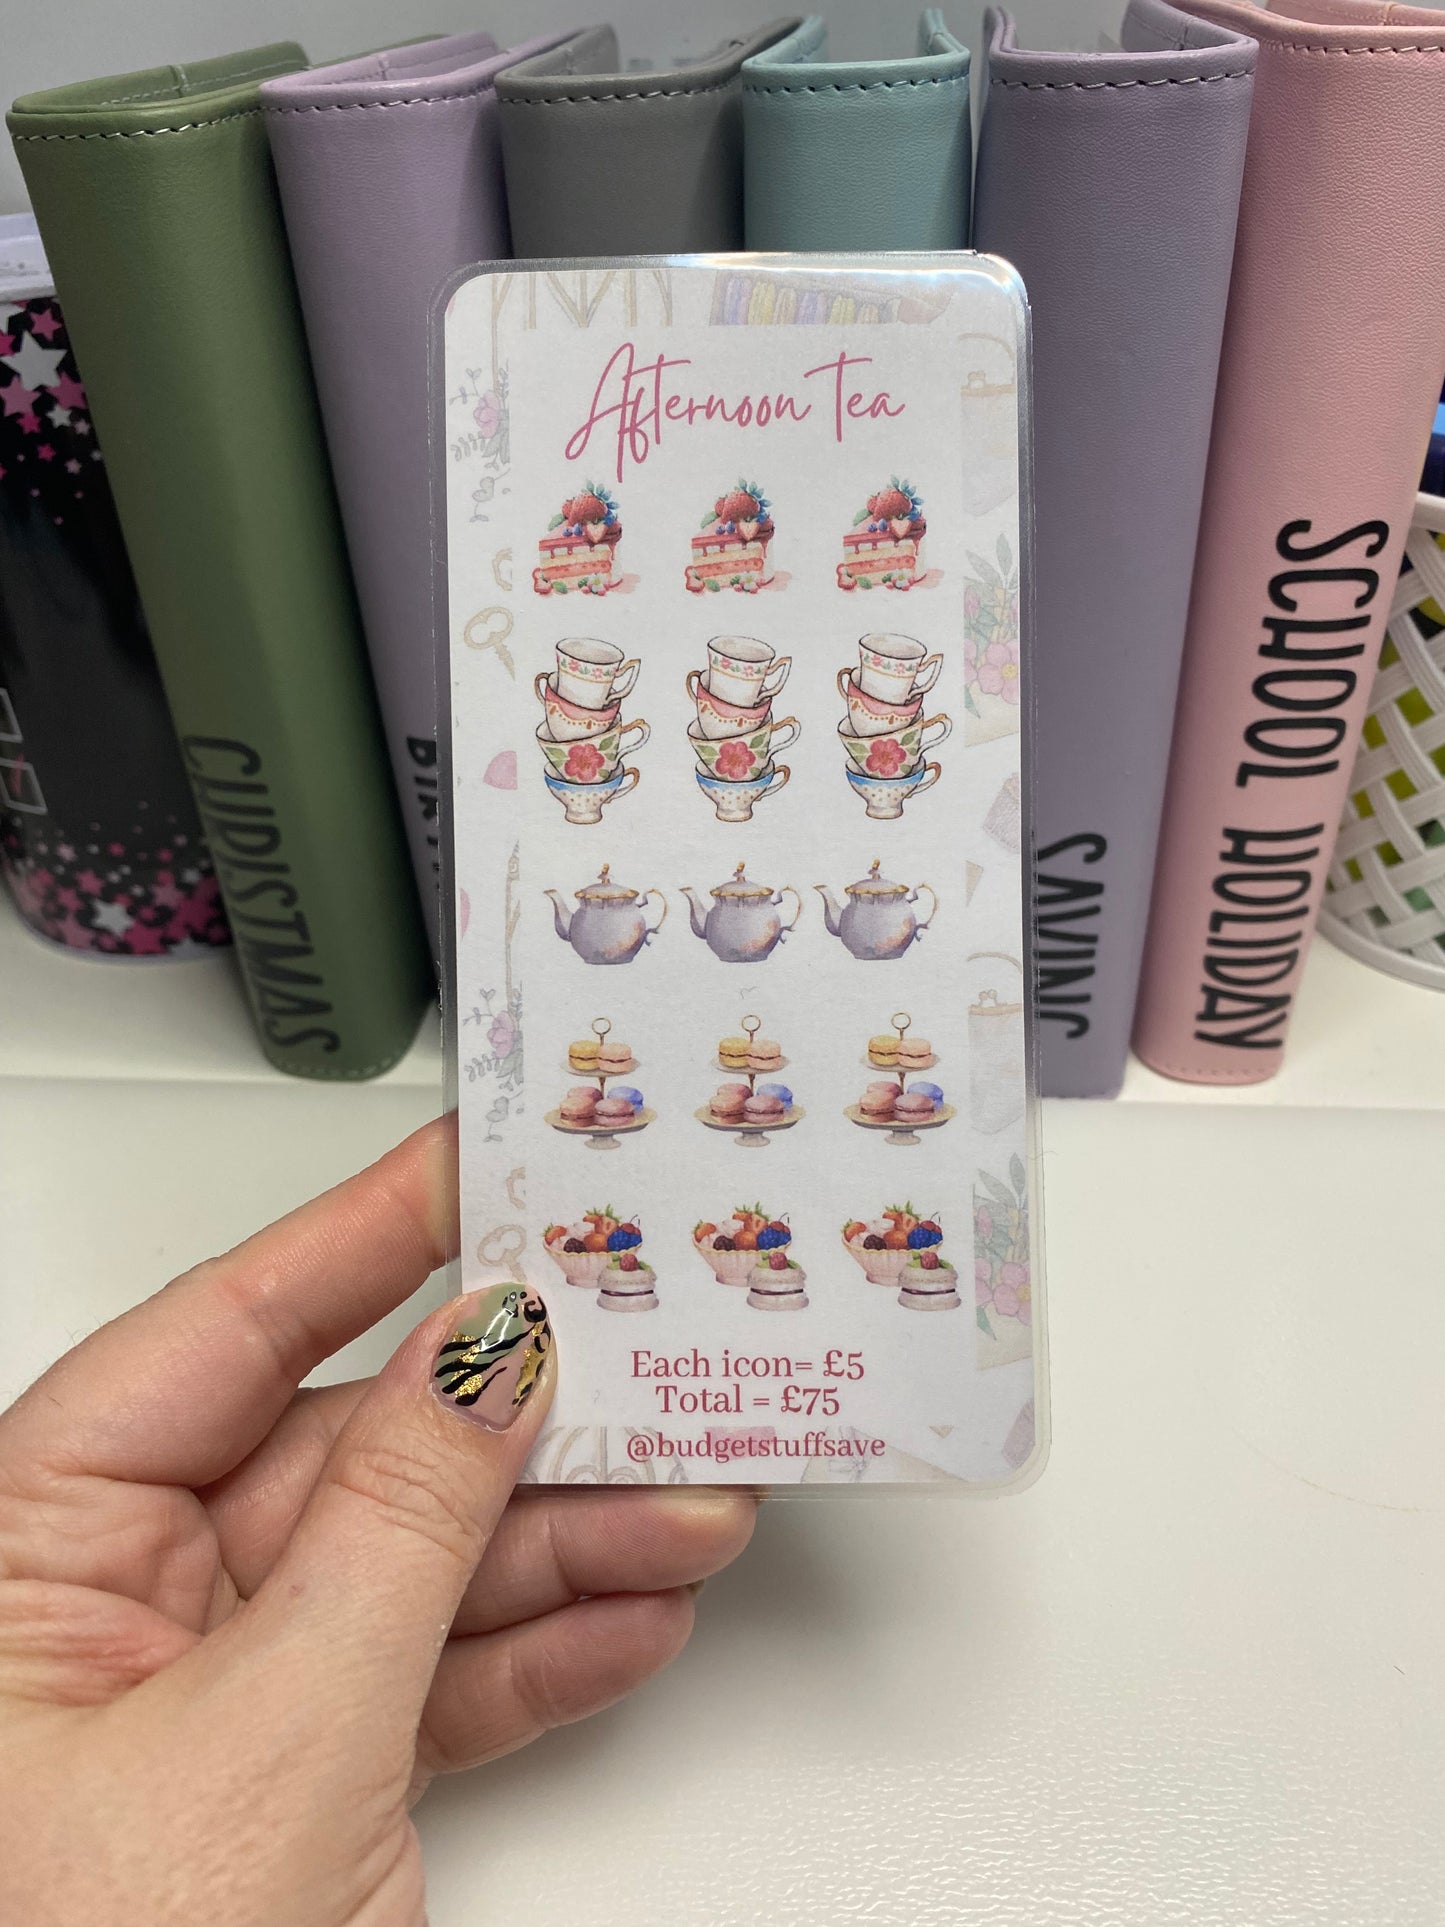 Afternoon Tea
Each icon= £5
Total = £75
@budgetstuffsave
CHRISTMAS
SAVING
SCHOOL HOLIDAY